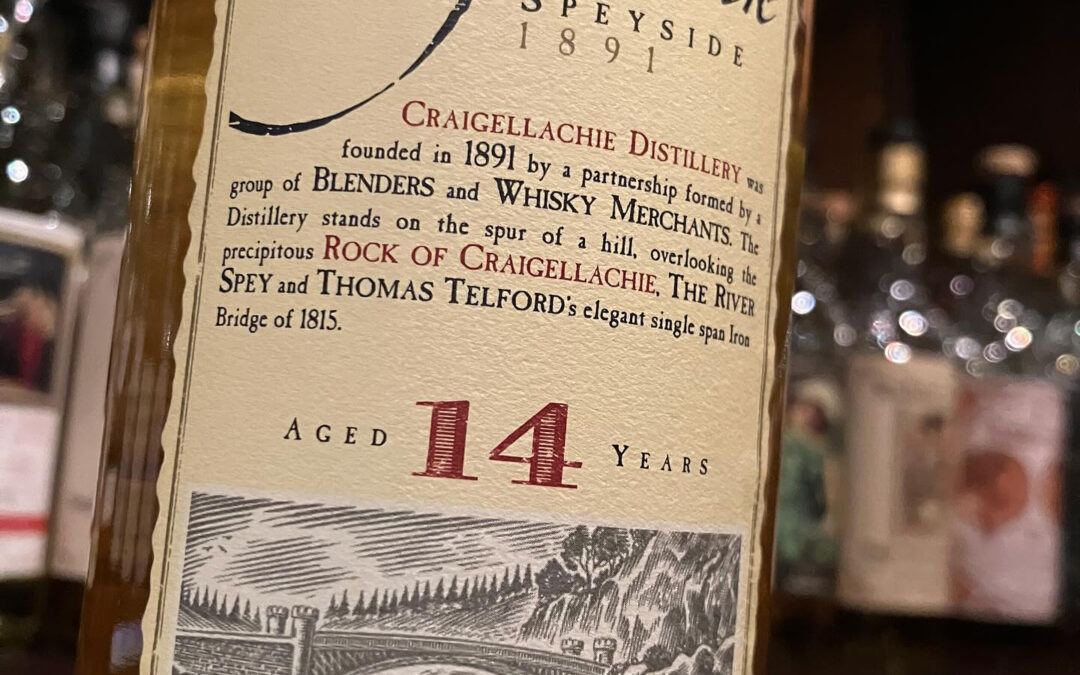 SPEYSIDE
1891
CRAIGELLACHIE DISTILLERY was
founded in 1891 by a partnership formed by a
group of BLENDERS and WHISKY MERCHANTS. The
Distillery stands on the spur of a hill, overlooking the
precipitous ROCK OF CRAIGELLACHIE, THE RIVER
SPEY and THOMAS TELFORD's elegant single span Iron
Bridge of 1815.
AGED 14 YEARS